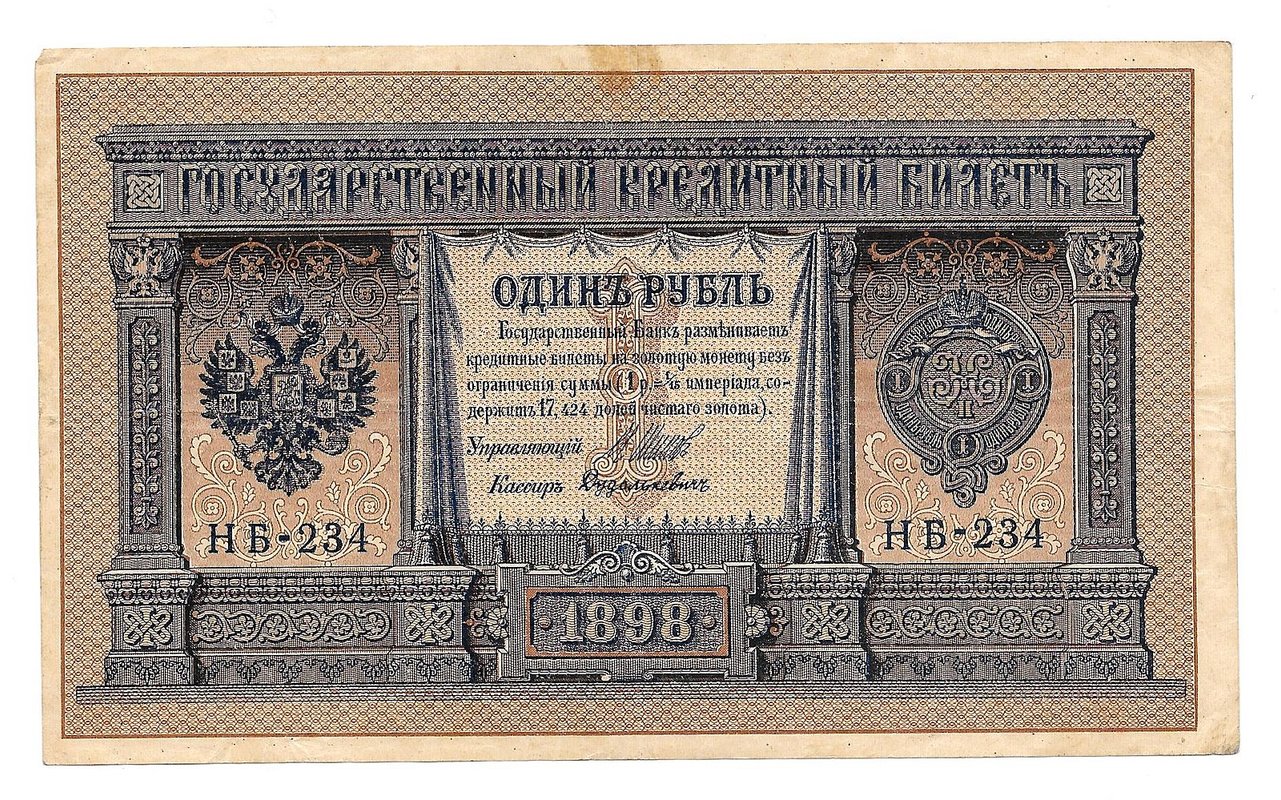 ГОСУДАРСТВЕННЫЙ КРЕДИТНЫЙ БИЛЕТЪ
ОДИНЪ РУБЛЬ
Государственный Банкъ размѣниваетъ
кредитные билеты на золотую монету безъ
ограниченія суммы (1 р.=1/15 имперіала, со-
держитъ 17,424 долей чистаго золота).
Управляющій
Кассиръ
НБ-234
НБ-234
1898